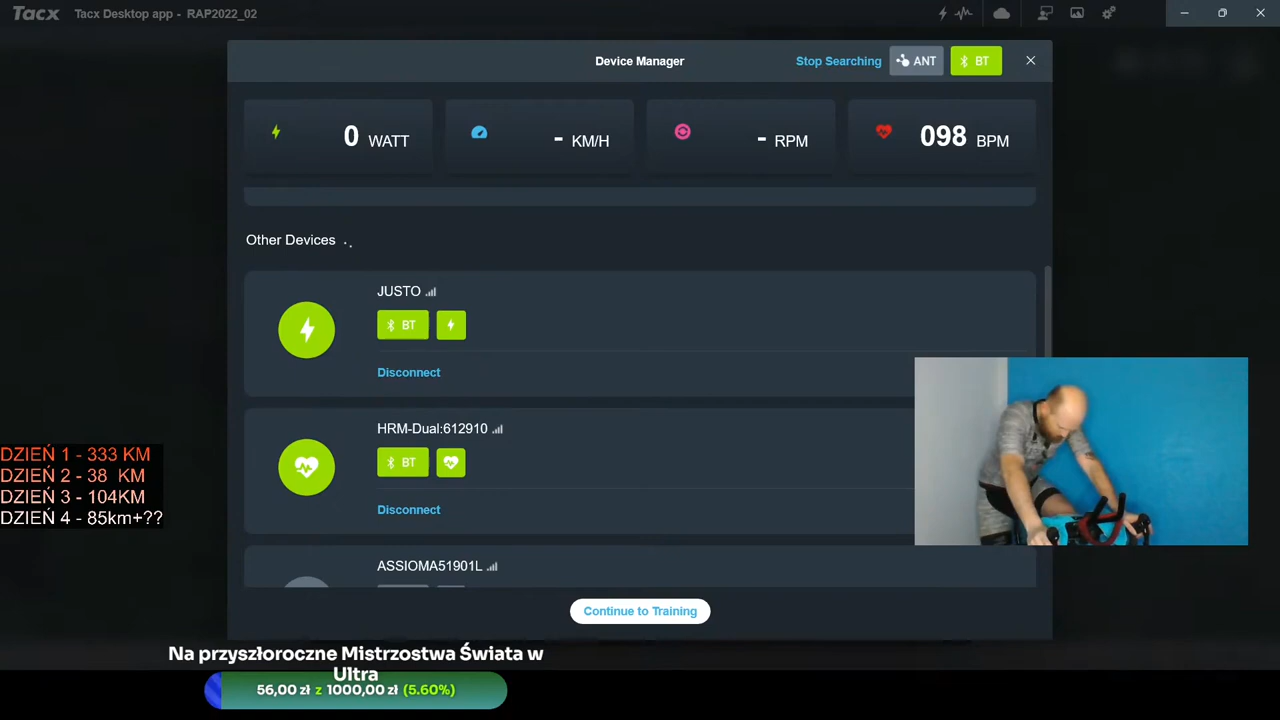 Tacx Tacx Desktop app - RAP2022_02
Device Manager Stop Searching ANT BT
0 WATT - KM/H - RPM 098 BPM
Other Devices
JUSTO
BT
Disconnect
HRM-Dual:612910
BT
Disconnect
ASSIOMA51901L
Continue to Training
DZIEŃ 1 - 333 KM
DZIEŃ 2 - 38 KM
DZIEŃ 3 - 104KM
DZIEŃ 4 - 85km+??
Na przyszłoroczne Mistrzostwa Świata w
Ultra
56,00 zł z 1000,00 zł (5.60%)